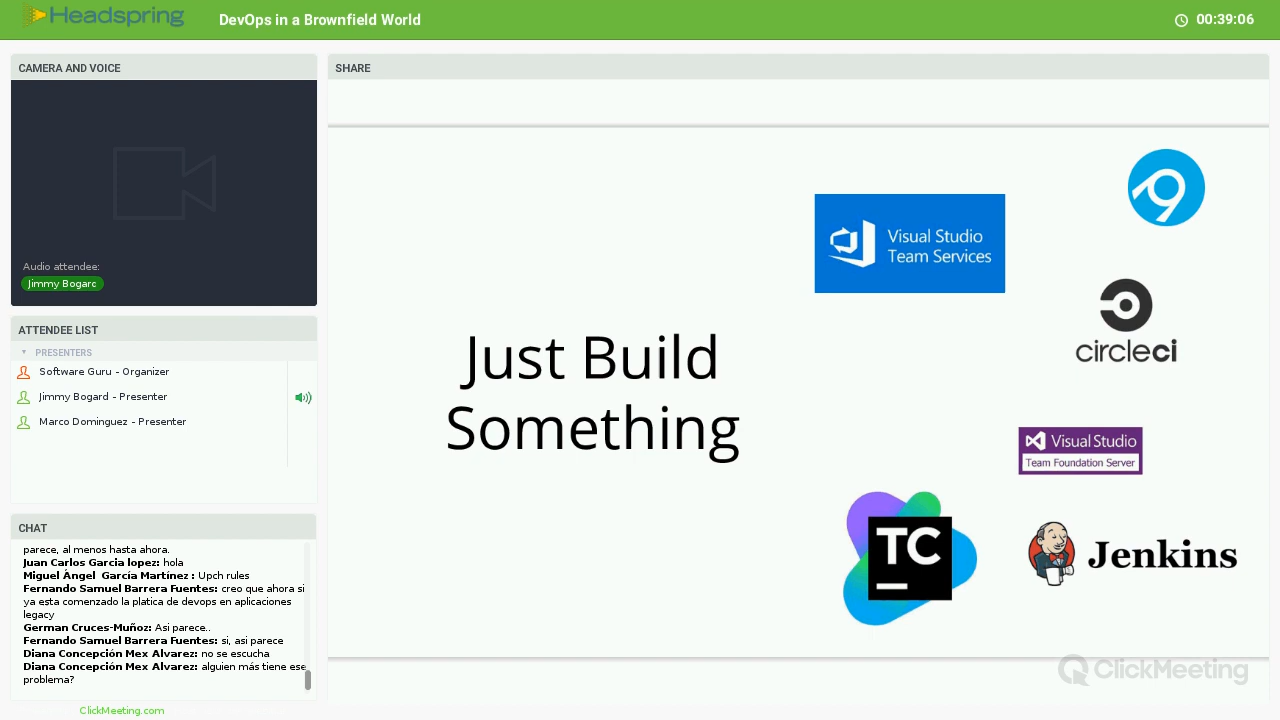 Headspring
DevOps in a Brownfield World
00:39:06
CAMERA AND VOICE
Audio attendee:
Jimmy Bogarc
ATTENDEE LIST
PRESENTERS
Software Guru - Organizer
Jimmy Bogard - Presenter
Marco Dominguez - Presenter
CHAT
parece, al menos hasta ahora.
Juan Carlos Garcia lopez: hola
Miguel Ángel García Martínez : Upch rules
Fernando Samuel Barrera Fuentes: creo que ahora si
ya esta comenzado la platica de devops en aplicaciones
legacy
German Cruces-Muñoz: Asi parece.
Fernando Samuel Barrera Fuentes: si, asi parece
Diana Concepción Mex Alvarez: no se escucha
Diana Concepción Mex Alvarez: alguien más tiene ese
problema?
ClickMeeting.com
SHARE
Just Build
Something
Visual Studio
Team Services
circleci
Visual Studio
Team Foundation Server
TC
Jenkins
ClickMeeting